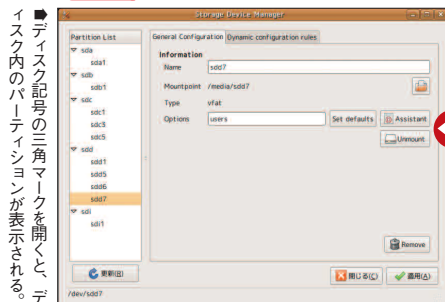 ➡ディスク記号の三角マークを開くと、デ
ィスク内のパーティションが表示される。
Storage Device Manager
Partition List
sda
sda1
sdb
sdb1
sdc
sdc1
sdc3
sdc5
sdd
sdd1
sdd5
sdd6
sdd7
sdi
sdi1
更新(R)
General Configuration Dynamic configuration rules
Information
Name sdd7
Mountpoint /media/sdd7
Type vfat
Options users Set defaults Assistant
Unmount
Remove
閉じる(C) 適用(A)
/dev/sdd7